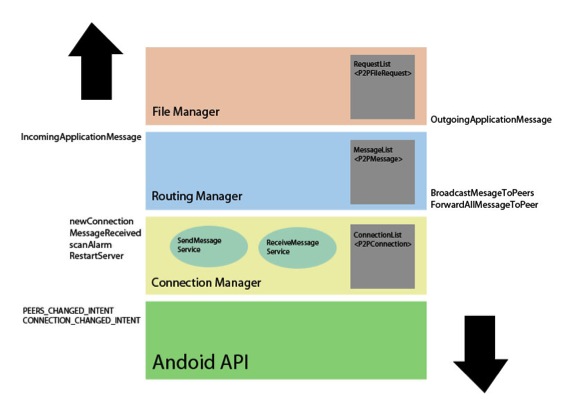 RequestList
<P2PFileRequest>
File Manager
OutgoingApplicationMessage
IncomingApplicationMessage
MessageList
<P2PMessage>
Routing Manager
BroadcastMesageToPeers
ForwardAllMessageToPeer
newConnection
MessageReceived
scanAlarm
RestartServer
SendMessage
Service
ReceiveMessage
Service
ConnectionList
<P2PConnection>
Connection Manager
PEERS_CHANGED_INTENT
CONNECTION_CHANGED_INTENT
Andoid API